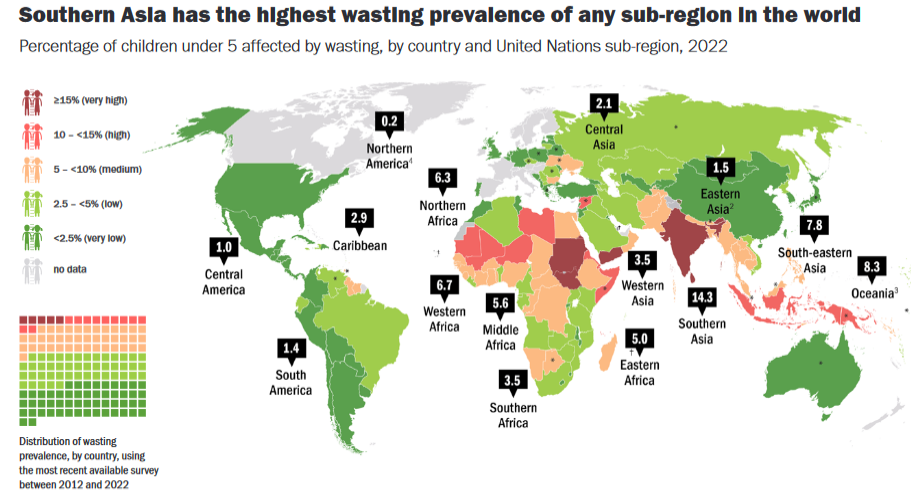 Southern Asia has the highest wasting prevalence of any sub-region in the world
Percentage of children under 5 affected by wasting, by country and United Nations sub-region, 2022
≥15% (very high)
10 – <15% (high)
5 – <10% (medium)
2.5 – <5% (low)
<2.5% (very low)
no data
0.2
Northern
America⁴
2.1
Central
Asia
1.5
Eastern
Asia²
6.3
Northern
Africa
2.9
Caribbean
1.0
Central
America
7.8
South-eastern
Asia
8.3
Oceania³
3.5
Western
Asia
14.3
Southern
Asia
6.7
Western
Africa
5.6
Middle
Africa
5.0
Eastern
Africa
1.4
South
America
3.5
Southern
Africa
Distribution of wasting
prevalence, by country, using
the most recent available survey
between 2012 and 2022